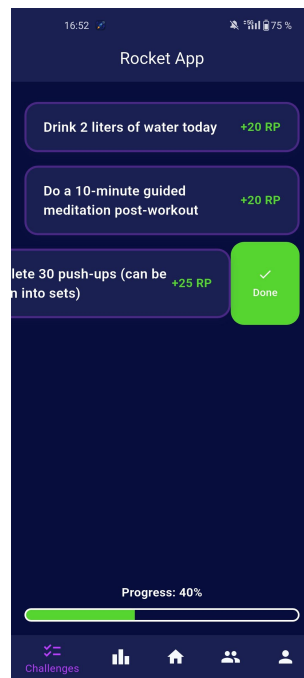 16:52 75 %
Rocket App
Drink 2 liters of water today +20 RP
Do a 10-minute guided
meditation post-workout +20 RP
lete 30 push-ups (can be
n into sets) +25 RP
Done
Progress: 40%
Challenges